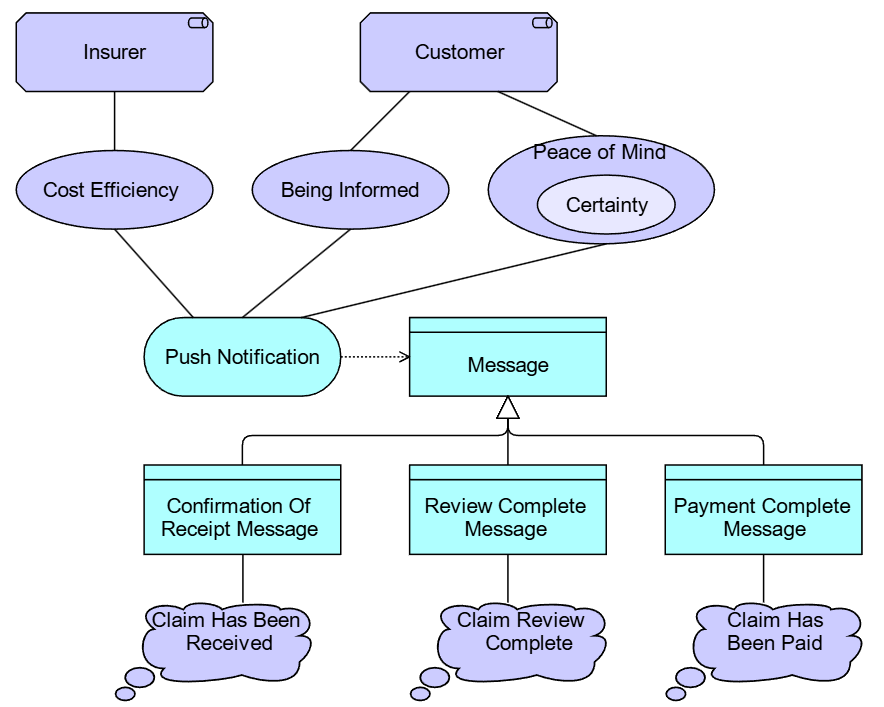 Insurer
Customer
Cost Efficiency
Being Informed
Peace of Mind
Certainty
Push Notification
Message
Confirmation Of
Receipt Message
Review Complete
Message
Payment Complete
Message
Claim Has Been
Received
Claim Review
Complete
Claim Has
Been Paid